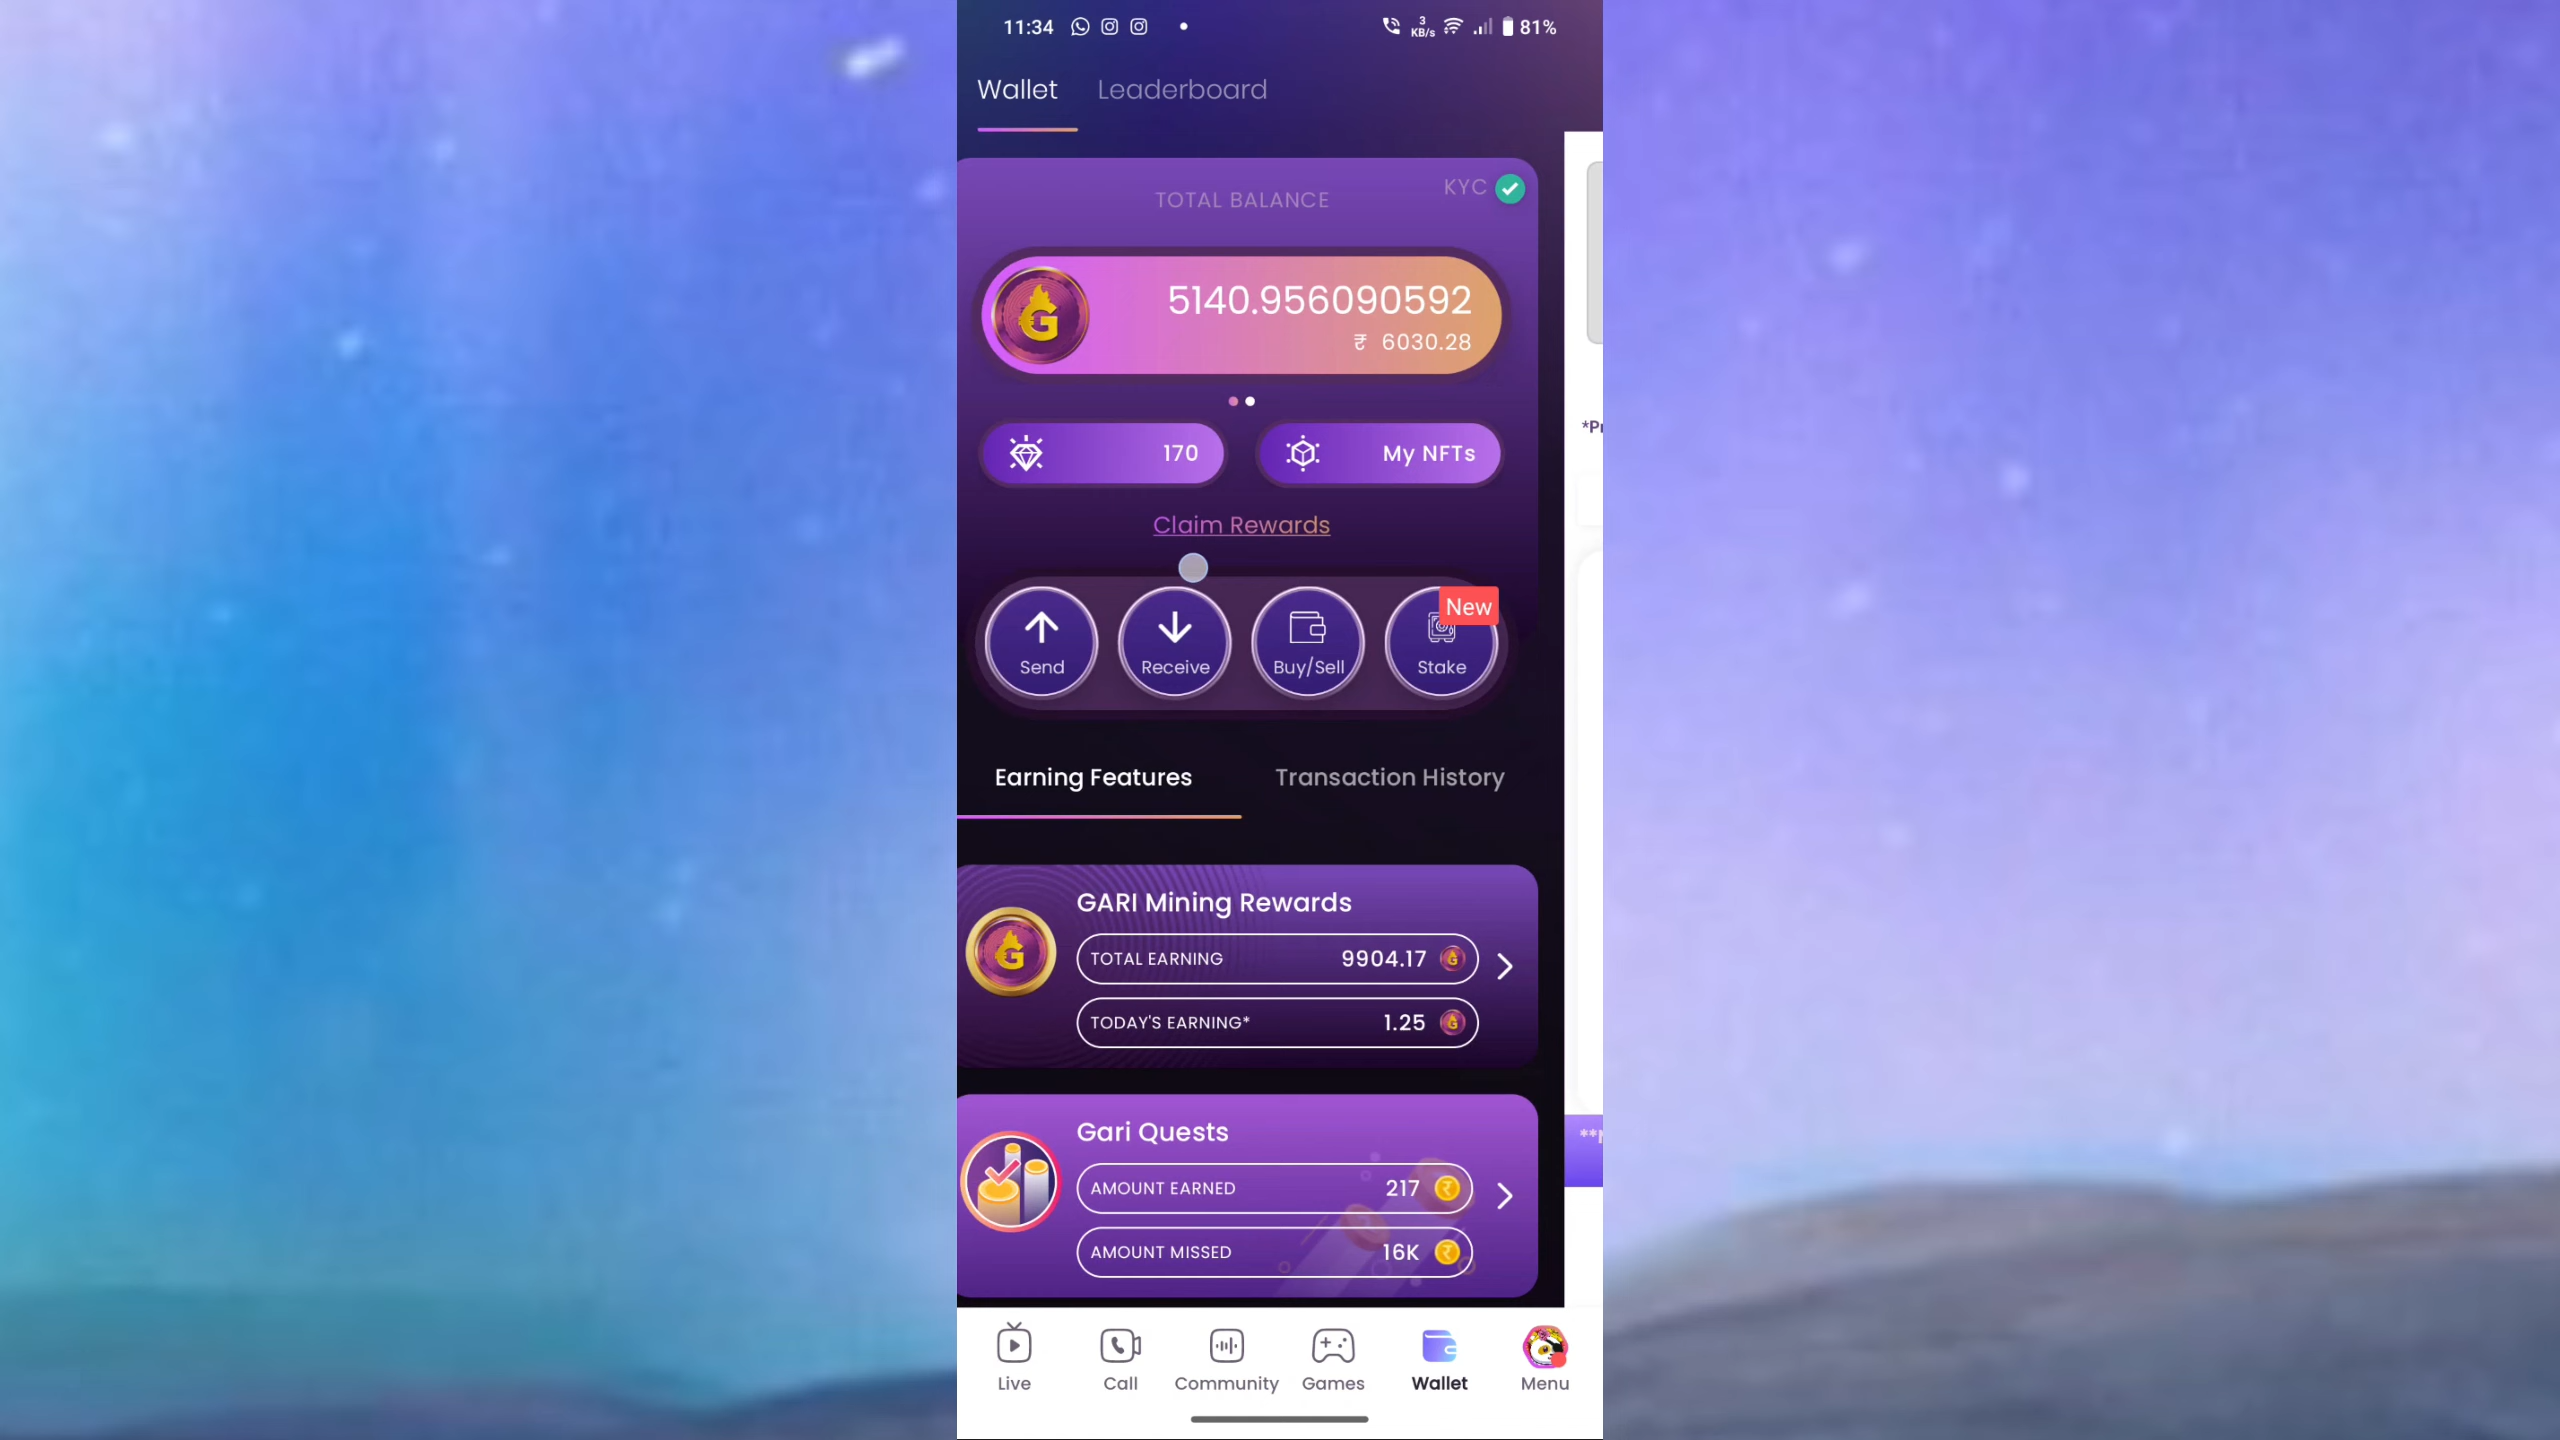 11:34
3
KB/s
81%
Wallet Leaderboard
KYC
TOTAL BALANCE
5140.956090592
₹ 6030.28
170
My NFTs
Claim Rewards
New
Send Receive Buy/Sell Stake
Earning Features Transaction History
GARI Mining Rewards
TOTAL EARNING 9904.17
TODAY'S EARNING* 1.25
Gari Quests
AMOUNT EARNED 217
AMOUNT MISSED 16K
Live Call Community Games Wallet Menu